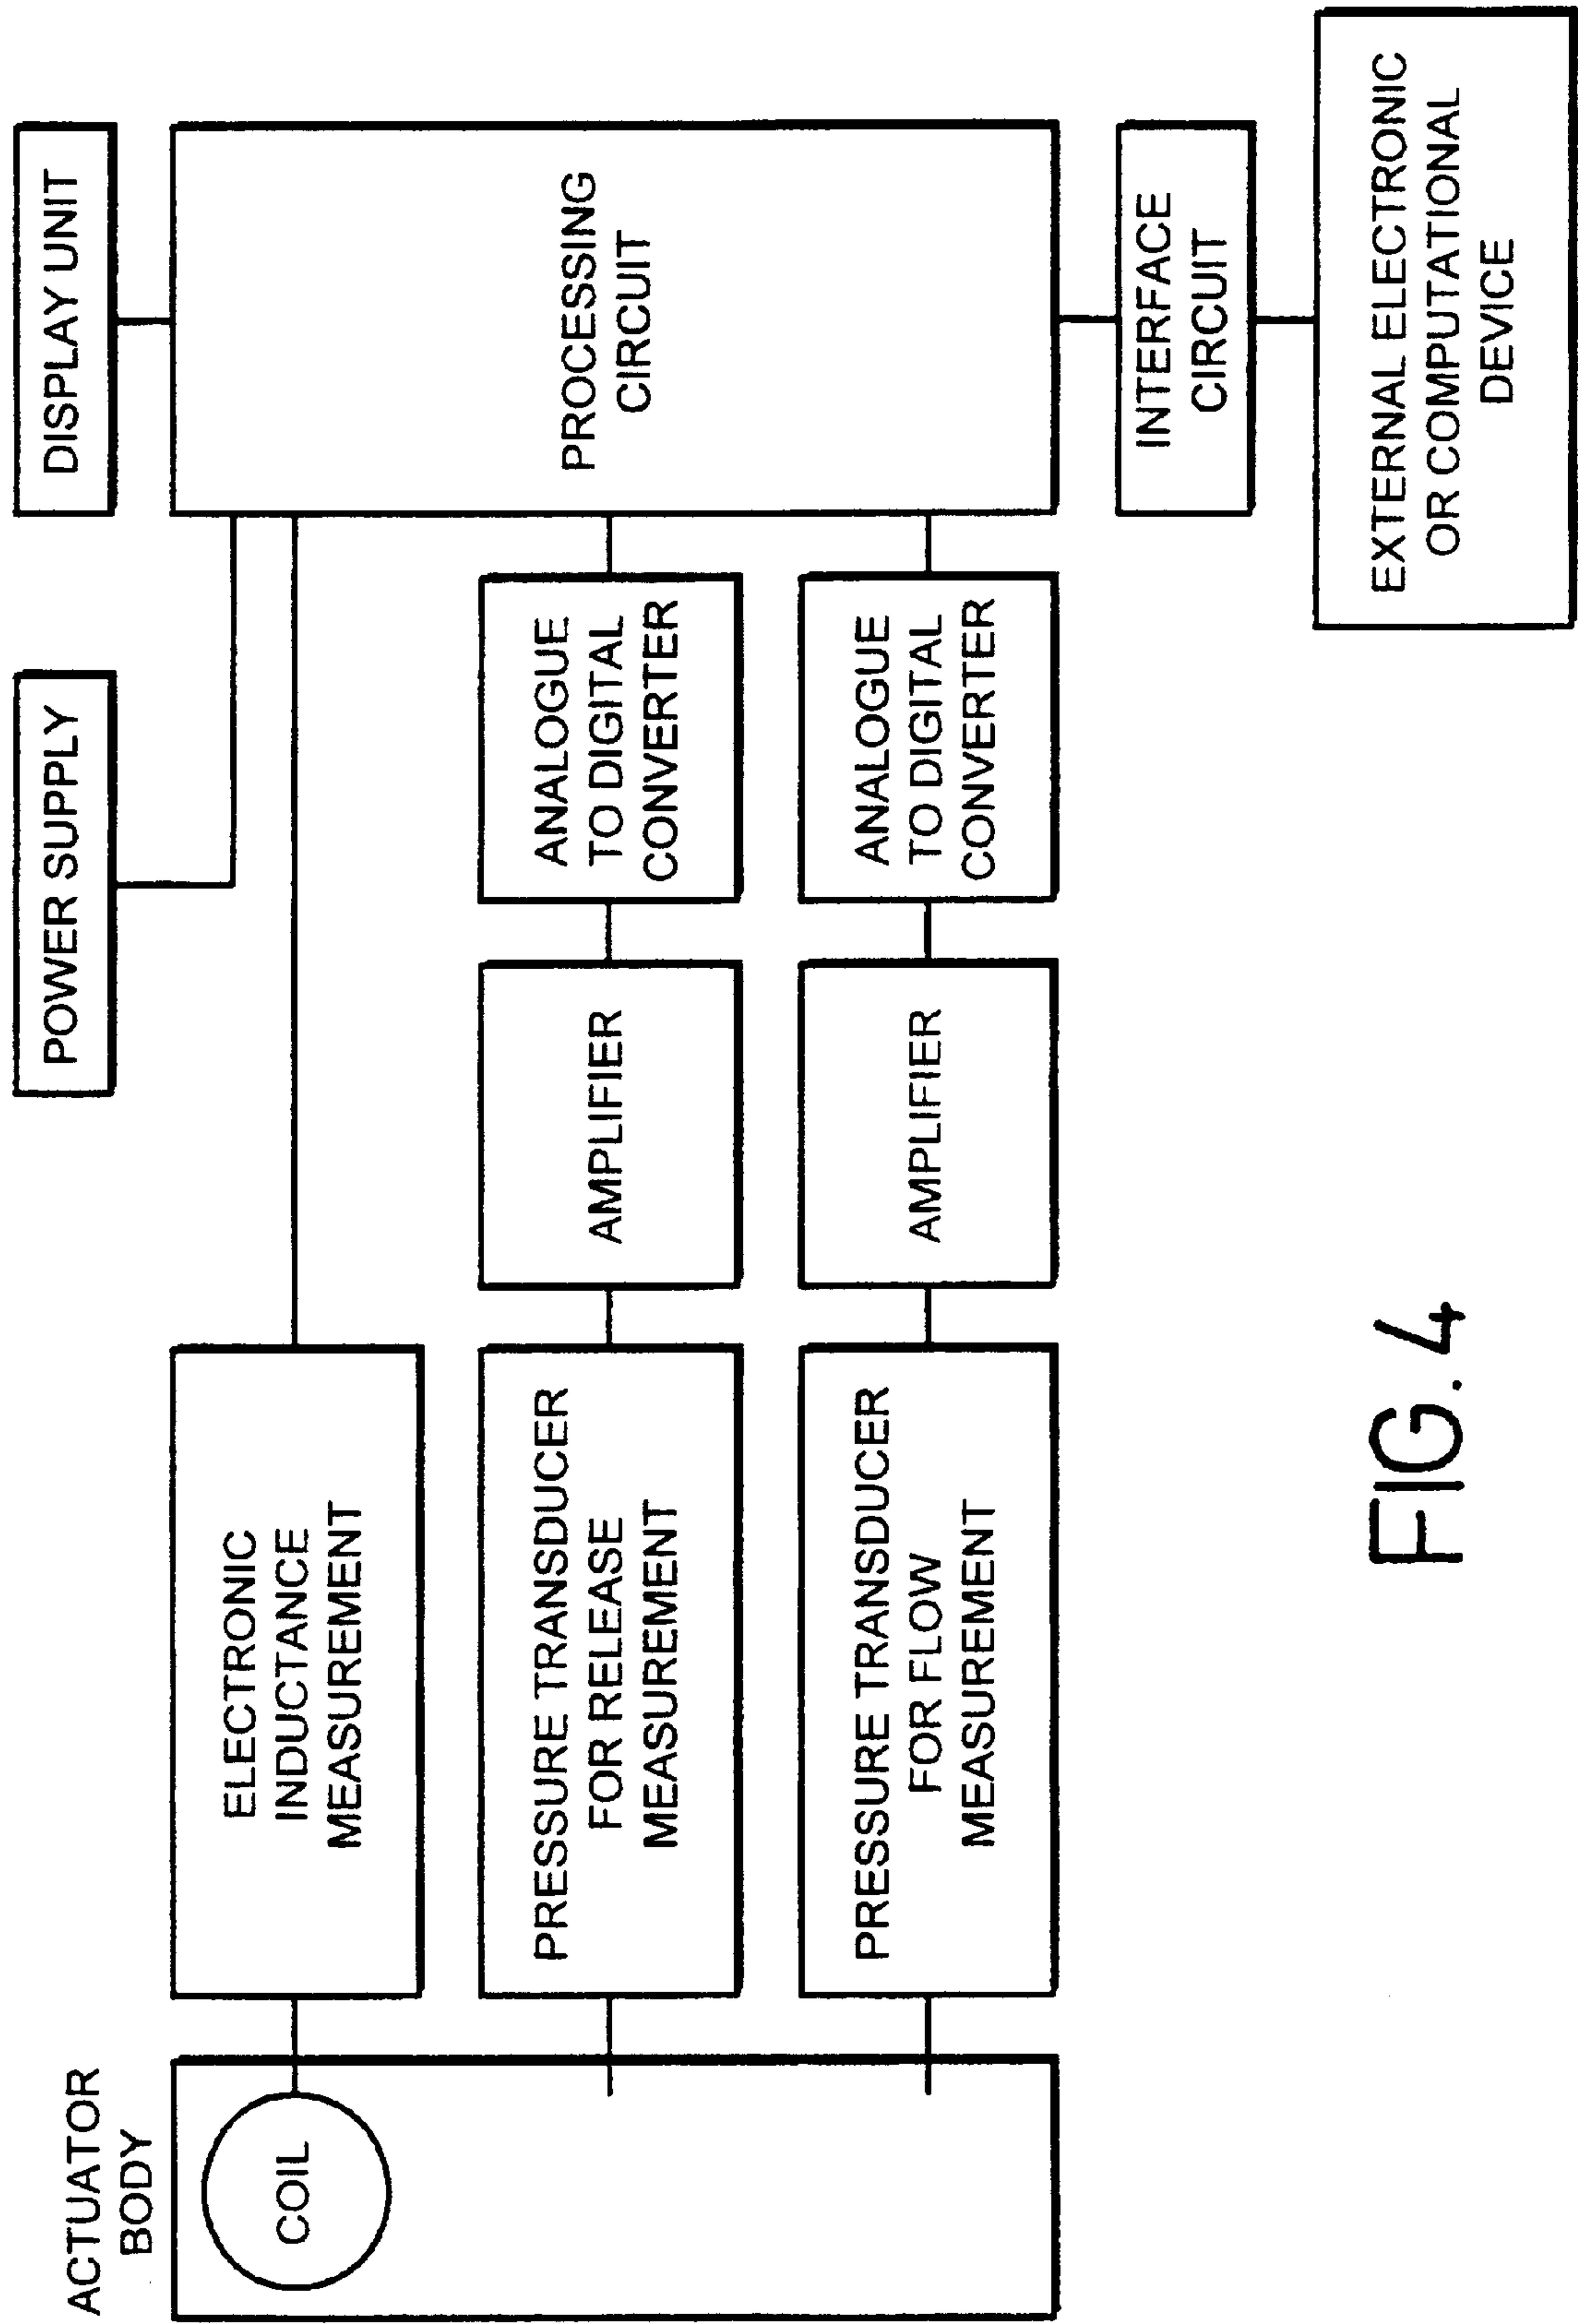 ACTUATOR
BODY
COIL
ELECTRONIC
INDUCTANCE
MEASUREMENT
PRESSURE TRANSDUCER
FOR RELEASE
MEASUREMENT
PRESSURE TRANSDUCER
FOR FLOW
MEASUREMENT
AMPLIFIER
AMPLIFIER
POWER SUPPLY
ANALOGUE
TO DIGITAL
CONVERTER
ANALOGUE
TO DIGITAL
CONVERTER
DISPLAY UNIT
PROCESSING
CIRCUIT
INTERFACE
CIRCUIT
EXTERNAL ELECTRONIC
OR COMPUTATIONAL
DEVICE
FIG. 4